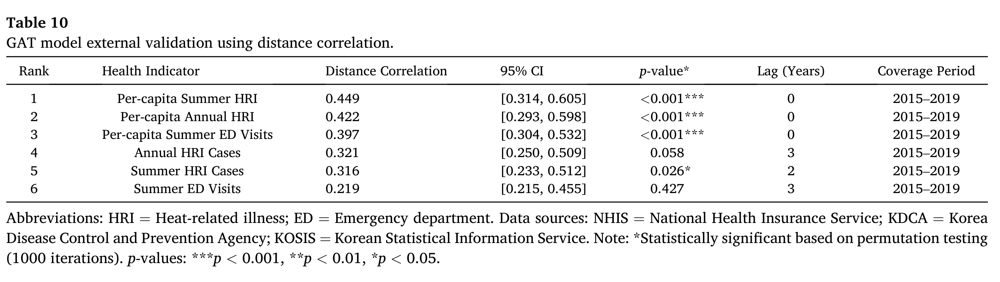 Table 10
GAT model external validation using distance correlation.
Rank Health Indicator Distance Correlation 95% CI p-value* Lag (Years) Coverage Period
1 Per-capita Summer HRI 0.449 [0.314, 0.605] <0.001*** 0 2015–2019
2 Per-capita Annual HRI 0.422 [0.293, 0.598] <0.001*** 0 2015–2019
3 Per-capita Summer ED Visits 0.397 [0.304, 0.532] <0.001*** 0 2015–2019
4 Annual HRI Cases 0.321 [0.250, 0.509] 0.058 3 2015–2019
5 Summer HRI Cases 0.316 [0.233, 0.512] 0.026* 2 2015–2019
6 Summer ED Visits 0.219 [0.215, 0.455] 0.427 3 2015–2019
Abbreviations: HRI = Heat-related illness; ED = Emergency department. Data sources: NHIS = National Health Insurance Service; KDCA = Korea
Disease Control and Prevention Agency; KOSIS = Korean Statistical Information Service. Note: *Statistically significant based on permutation testing
(1000 iterations). p-values: ***p < 0.001, **p < 0.01, *p < 0.05.